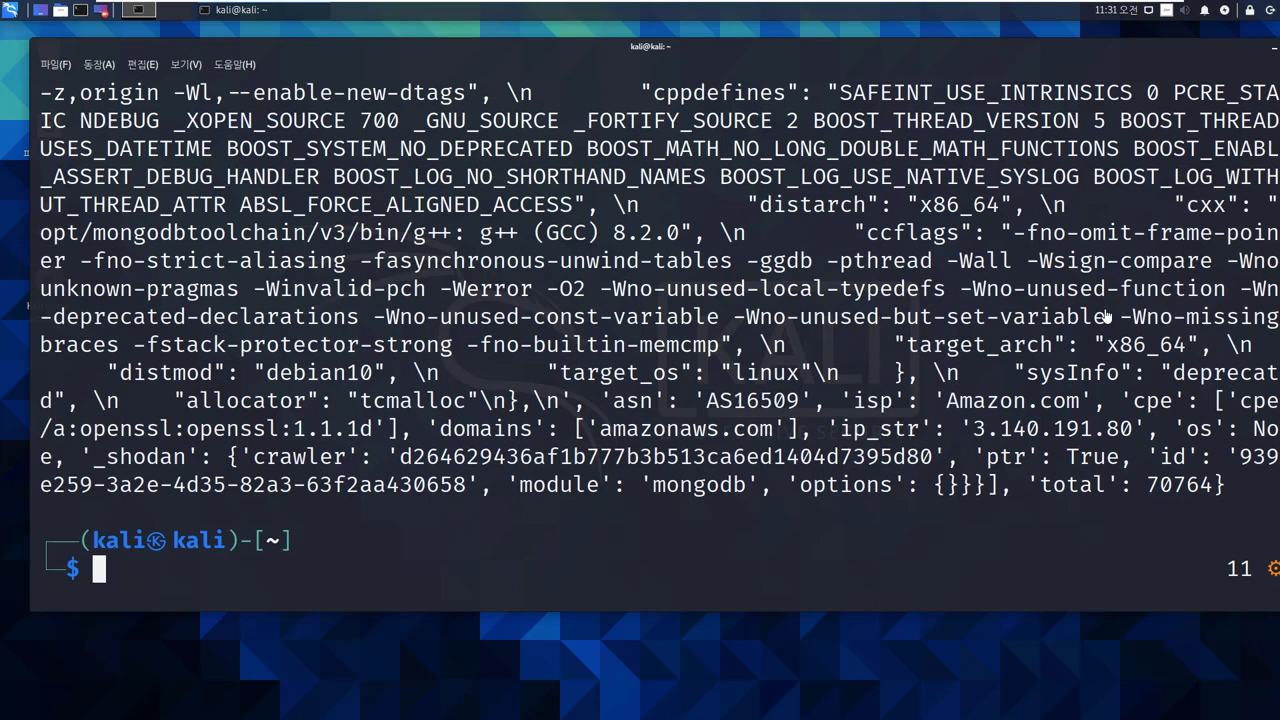 kali@kali: ~
11:31 오전
kali@kali: ~
파일(F) 동장(A) 편집(E) 보기(V) 도움말(H)
-z,origin -Wl,--enable-new-dtags", \n        "cppdefines": "SAFEINT_USE_INTRINSICS 0 PCRE_STA
IC NDEBUG _XOPEN_SOURCE 700 _GNU_SOURCE _FORTIFY_SOURCE 2 BOOST_THREAD_VERSION 5 BOOST_THREAD
USES_DATETIME BOOST_SYSTEM_NO_DEPRECATED BOOST_MATH_NO_LONG_DOUBLE_MATH_FUNCTIONS BOOST_ENABL
_ASSERT_DEBUG_HANDLER BOOST_LOG_NO_SHORTHAND_NAMES BOOST_LOG_USE_NATIVE_SYSLOG BOOST_LOG_WITH
UT_THREAD_ATTR ABSL_FORCE_ALIGNED_ACCESS", \n        "distarch": "x86_64", \n        "cxx": "
opt/mongodbtoolchain/v3/bin/g++: g++ (GCC) 8.2.0", \n        "ccflags": "-fno-omit-frame-poin
er -fno-strict-aliasing -fasynchronous-unwind-tables -ggdb -pthread -Wall -Wsign-compare -Wno
unknown-pragmas -Winvalid-pch -Werror -O2 -Wno-unused-local-typedefs -Wno-unused-function -Wn
-deprecated-declarations -Wno-unused-const-variable -Wno-unused-but-set-variable -Wno-missing
braces -fstack-protector-strong -fno-builtin-memcmp", \n        "target_arch": "x86_64", \n
"distmod": "debian10", \n        "target_os": "linux"\n    }, \n    "sysInfo": "deprecat
d", \n    "allocator": "tcmalloc"\n},\n', 'asn': 'AS16509', 'isp': 'Amazon.com', 'cpe': ['cpe
/a:openssl:openssl:1.1.1d'], 'domains': ['amazonaws.com'], 'ip_str': '3.140.191.80', 'os': No
e, '_shodan': {'crawler': 'd264629436af1b777b3b513ca6ed1404d7395d80', 'ptr': True, 'id': '939
e259-3a2e-4d35-82a3-63f2aa430658', 'module': 'mongodb', 'options': {}}}], 'total': 70764}
(kali㉿kali)-[~]
$
11